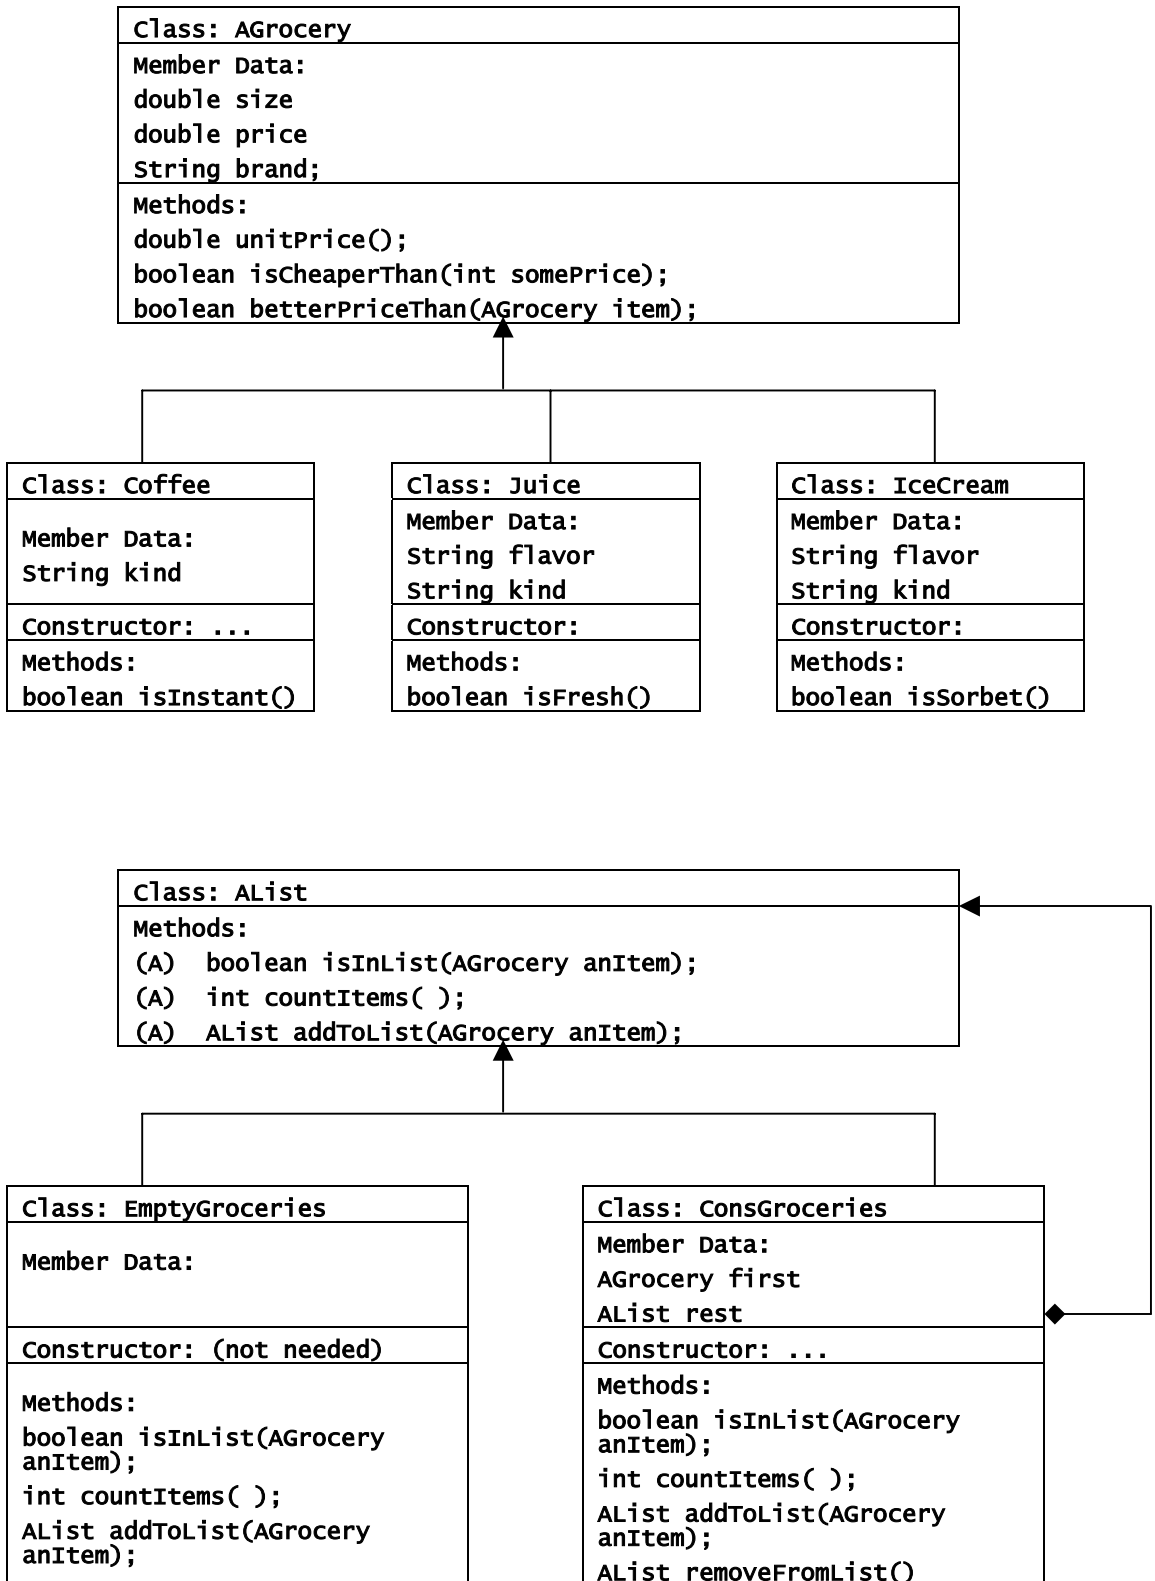 Class: AGrocery
Member Data:
double size
double price
String brand;
Methods:
double unitPrice();
boolean isCheaperThan(int somePrice);
boolean betterPriceThan(AGrocery item);
Class: Coffee
Member Data:
String kind
Constructor: ...
Methods:
boolean isInstant()
Class: Juice
Member Data:
String flavor
String kind
Constructor:
Methods:
boolean isFresh()
Class: IceCream
Member Data:
String flavor
String kind
Constructor:
Methods:
boolean isSorbet()
Class: AList
Methods:
(A) boolean isInList(AGrocery anItem);
(A) int countItems( );
(A) AList addToList(AGrocery anItem);
Class: EmptyGroceries
Member Data:
Constructor: (not needed)
Methods:
boolean isInList(AGrocery
anItem);
int countItems( );
AList addToList(AGrocery
anItem);
Class: ConsGroceries
Member Data:
AGrocery first
AList rest
Constructor: ...
Methods:
boolean isInList(AGrocery
anItem);
int countItems( );
AList addToList(AGrocery
anItem);
AList removeFromList()